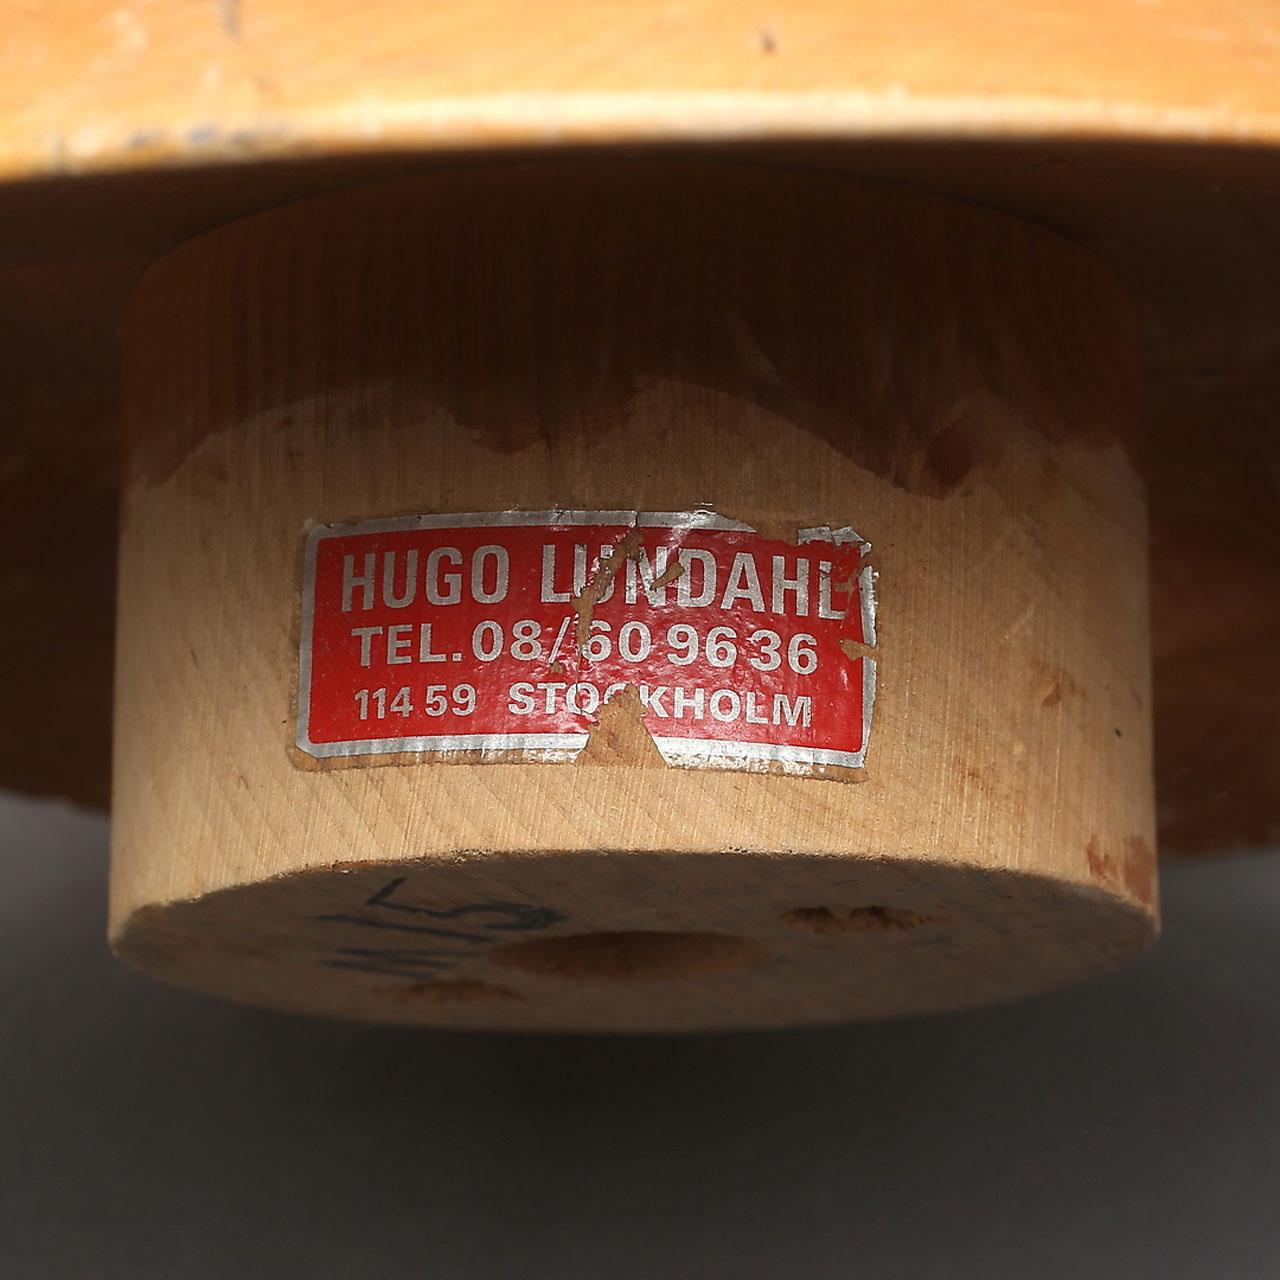 HUGO LUNDAHL
TEL. 08/60 96 36
114 59 STOCKHOLM